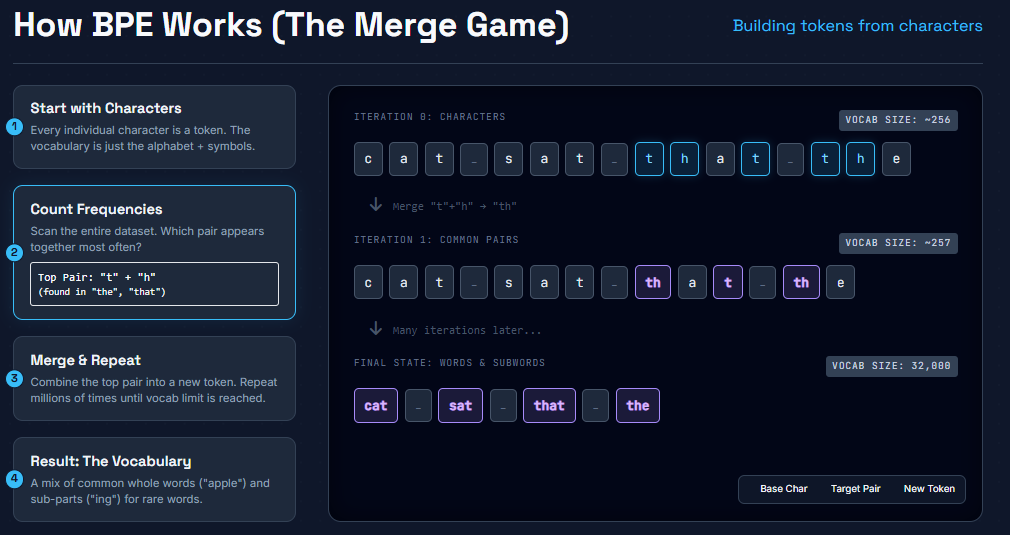 How BPE Works (The Merge Game)
Building tokens from characters
1
Start with Characters
Every individual character is a token. The
vocabulary is just the alphabet + symbols.
2
Count Frequencies
Scan the entire dataset. Which pair appears
together most often?
Top Pair: "t" + "h"
(found in "the", "that")
3
Merge & Repeat
Combine the top pair into a new token. Repeat
millions of times until vocab limit is reached.
4
Result: The Vocabulary
A mix of common whole words ("apple") and
sub-parts ("ing") for rare words.
ITERATION 0: CHARACTERS
VOCAB SIZE: ~256
c a t _ s a t _ t h a t _ t h e
↓ Merge "t"+"h" → "th"
ITERATION 1: COMMON PAIRS
VOCAB SIZE: ~257
c a t _ s a t _ th a t _ th e
↓ Many iterations later...
FINAL STATE: WORDS & SUBWORDS
VOCAB SIZE: 32,000
cat _ sat _ that _ the
Base Char Target Pair New Token